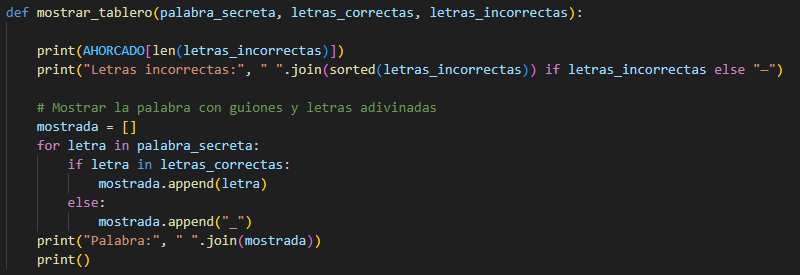 def mostrar_tablero(palabra_secreta, letras_correctas, letras_incorrectas):
print(AHORCADO[len(letras_incorrectas)])
print("Letras incorrectas:", " ".join(sorted(letras_incorrectas)) if letras_incorrectas else "—")
# Mostrar la palabra con guiones y letras adivinadas
mostrada = []
for letra in palabra_secreta:
if letra in letras_correctas:
mostrada.append(letra)
else:
mostrada.append("_")
print("Palabra:", " ".join(mostrada))
print()